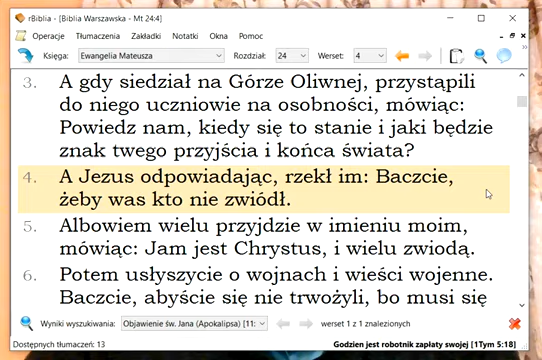 rBiblia - [Biblia Warszawska - Mt 24:4]
Operacje Tłumaczenia Zakładki Notatki Okna Pomoc
Księga: Ewangelia Mateusza Rozdział: 24 Werset: 4
3. A gdy siedział na Górze Oliwnej, przystąpili
do niego uczniowie na osobności, mówiąc:
Powiedz nam, kiedy się to stanie i jaki będzie
znak twego przyjścia i końca świata?
4. A Jezus odpowiadając, rzekł im: Baczcie,
żeby was kto nie zwiódł.
5. Albowiem wielu przyjdzie w imieniu moim,
mówiąc: Jam jest Chrystus, i wielu zwiodą.
6. Potem usłyszycie o wojnach i wieści wojenne.
Baczcie, abyście się nie trwożyli, bo musi się
Wyniki wyszukiwania: Objawienie św. Jana (Apokalipsa) [11: werset 1 z 1 znalezionych
Dostępnych tłumaczeń: 13 Godzien jest robotnik zapłaty swojej [1Tym 5:18]